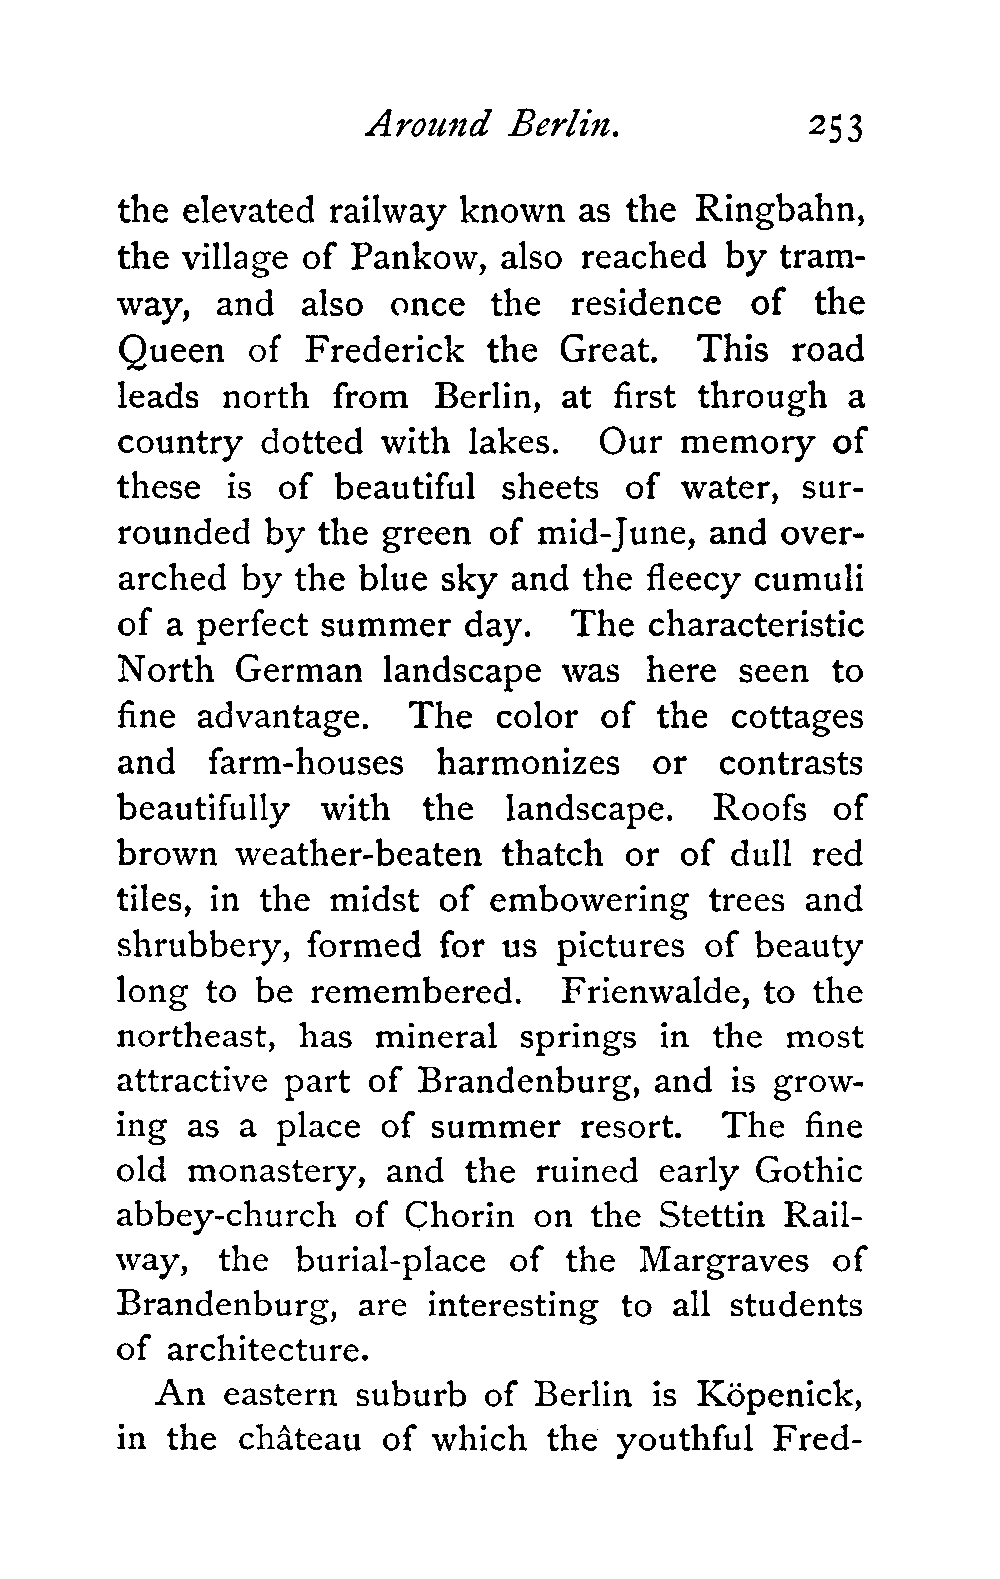 Around Berlin. 253
the elevated railway known as the Ringbahn,
the village of Pankow, also reached by tram-
way, and also once the residence of the
Queen of Frederick the Great. This road
leads north from Berlin, at first through a
country dotted with lakes. Our memory of
these is of beautiful sheets of water, sur-
rounded by the green of mid-June, and over-
arched by the blue sky and the fleecy cumuli
of a perfect summer day. The characteristic
North German landscape was here seen to
fine advantage. The color of the cottages
and farm-houses harmonizes or contrasts
beautifully with the landscape. Roofs of
brown weather-beaten thatch or of dull red
tiles, in the midst of embowering trees and
shrubbery, formed for us pictures of beauty
long to be remembered. Frienwalde, to the
northeast, has mineral springs in the most
attractive part of Brandenburg, and is grow-
ing as a place of summer resort. The fine
old monastery, and the ruined early Gothic
abbey-church of Chorin on the Stettin Rail-
way, the burial-place of the Margraves of
Brandenburg, are interesting to all students
of architecture.
An eastern suburb of Berlin is Köpenick,
in the château of which the youthful Fred-